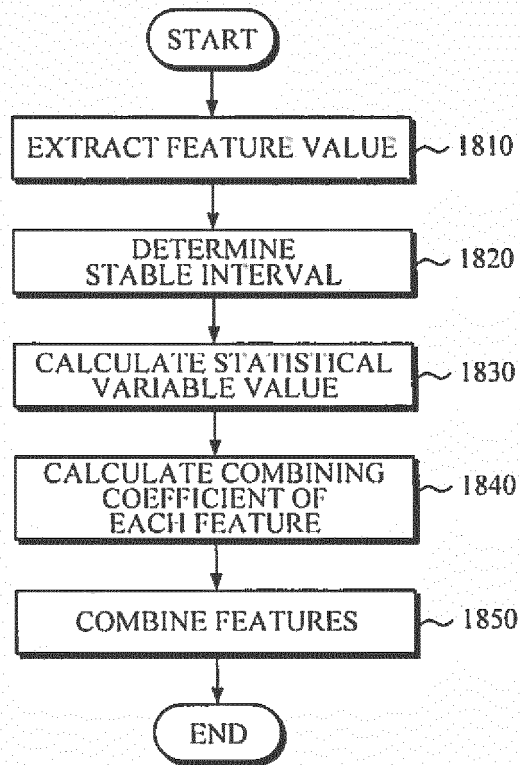 START
EXTRACT FEATURE VALUE 1810
DETERMINE
STABLE INTERVAL 1820
CALCULATE STATISTICAL
VARIABLE VALUE 1830
CALCULATE COMBINING
COEFFICIENT OF
EACH FEATURE 1840
COMBINE FEATURES 1850
END